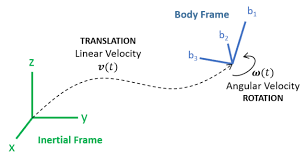 Body Frame
b₁
TRANSLATION
Linear Velocity
v(t)
b₂
b₃
z
ω(t)
Angular Velocity
ROTATION
y
x
Inertial Frame